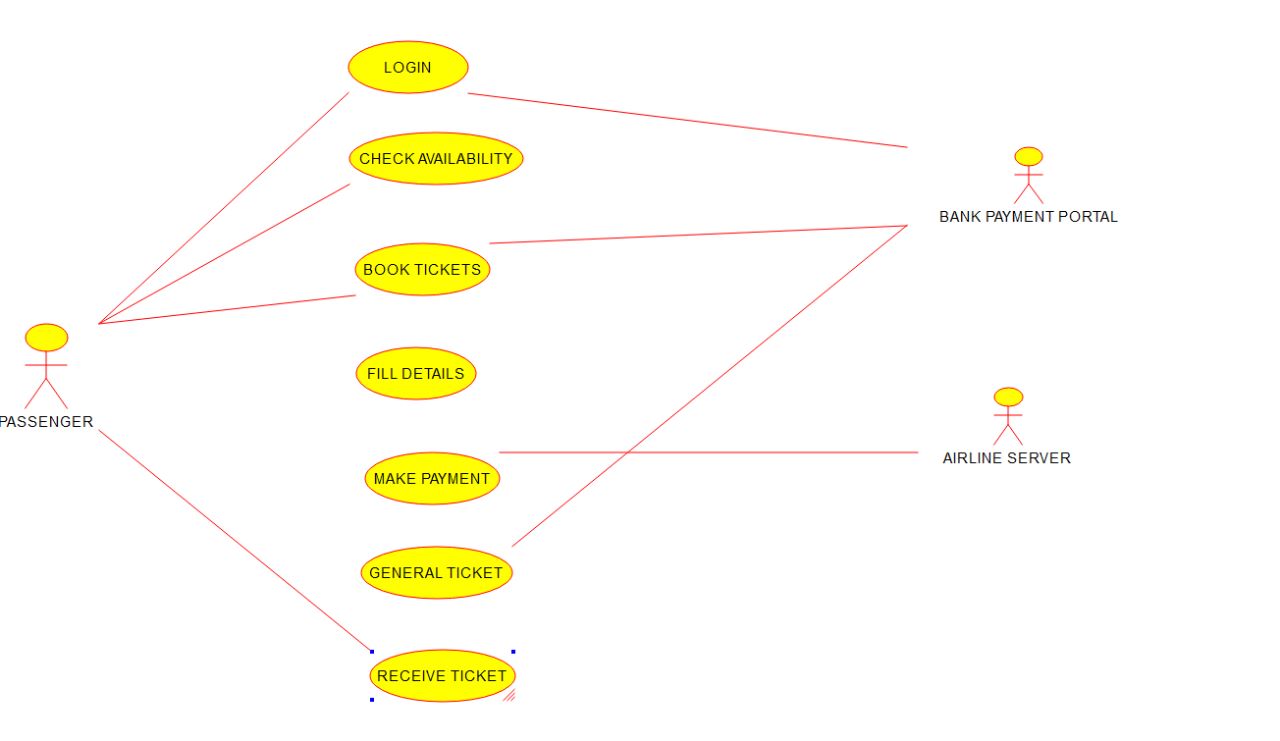 LOGIN
CHECK AVAILABILITY
BANK PAYMENT PORTAL
BOOK TICKETS
FILL DETAILS
PASSENGER
AIRLINE SERVER
MAKE PAYMENT
GENERAL TICKET
RECEIVE TICKET